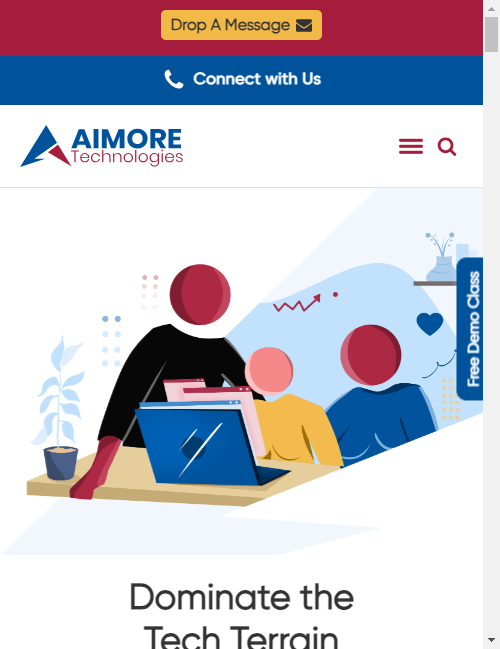 Drop A Message
Connect with Us
AIMORE
Technologies
Free Demo Class
Dominate the
Tech Terrain